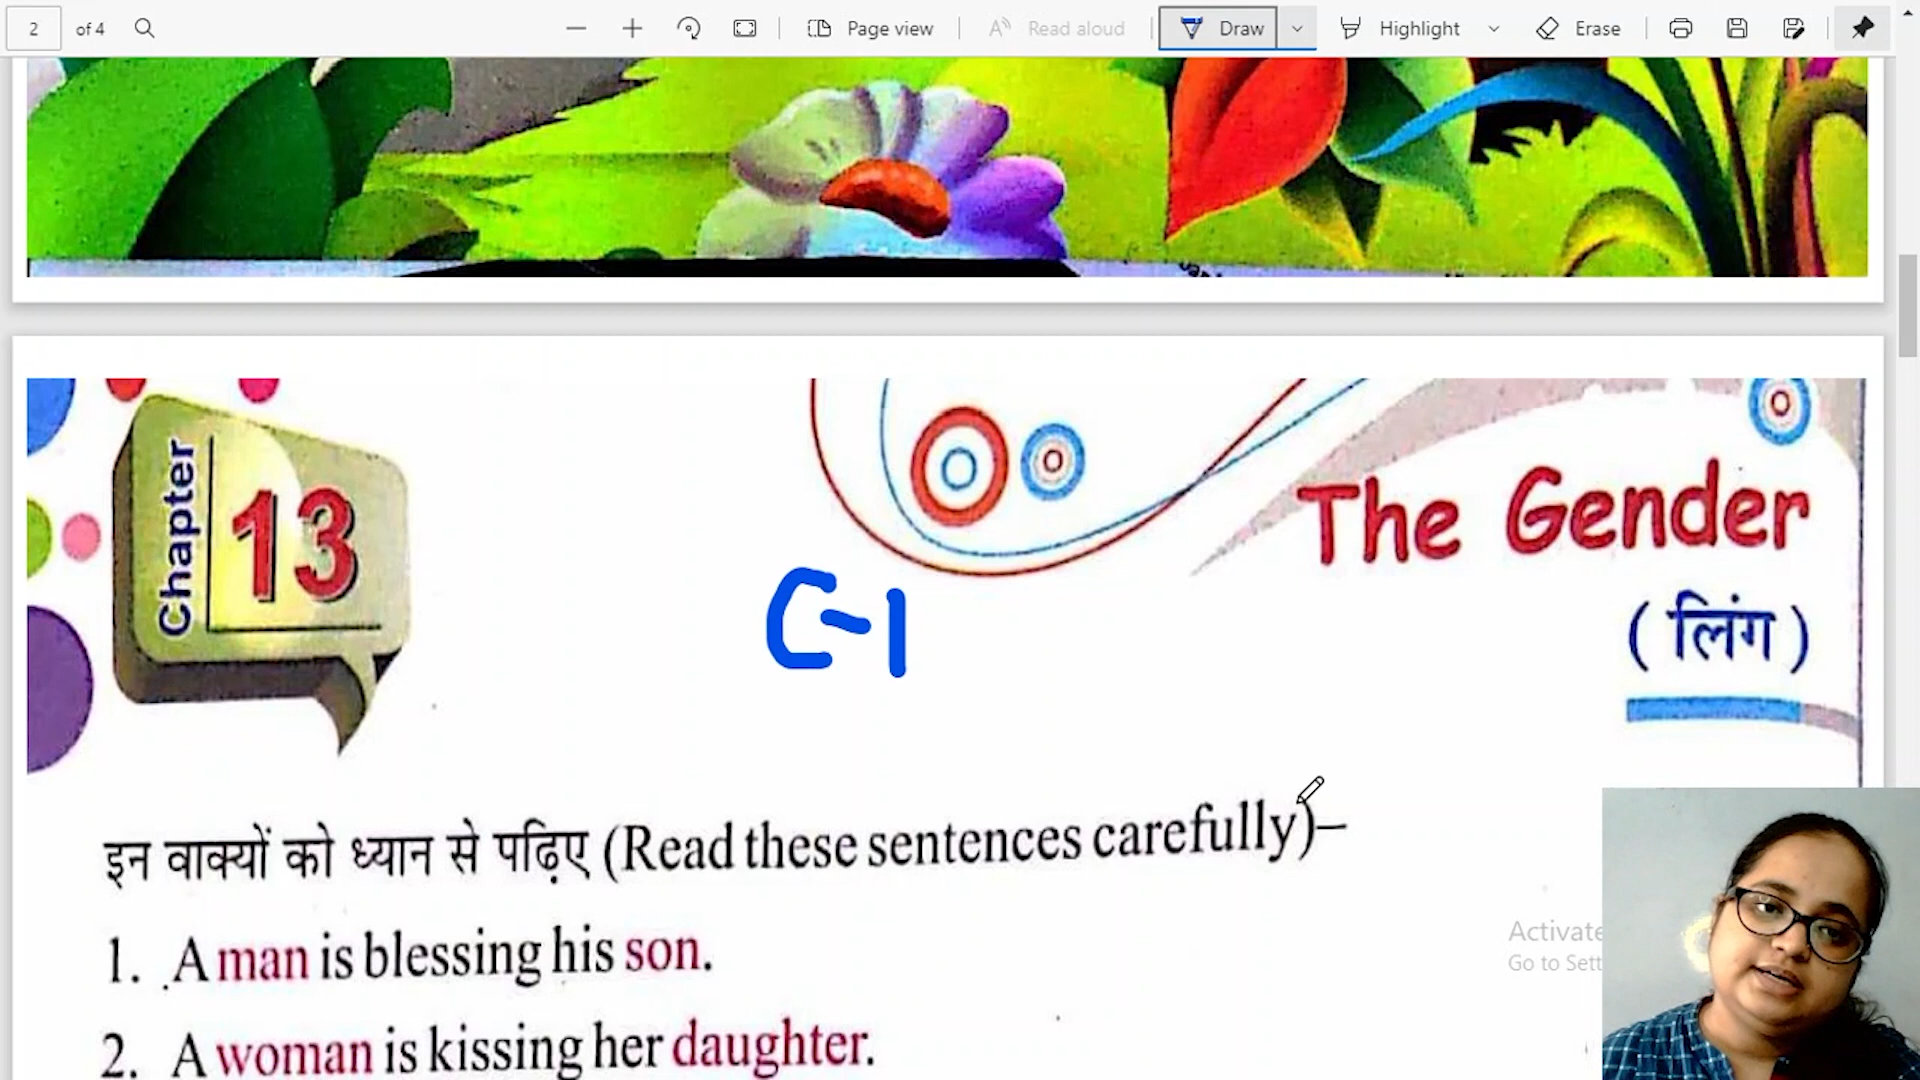 2 of 4 Page view Read aloud Draw Highlight Erase
Chapter 13
The Gender
( लिंग )
C-1
इन वाक्यों को ध्यान से पढ़िए (Read these sentences carefully)–
1. A man is blessing his son.
2. A woman is kissing her daughter.
Activate
Go to Sett